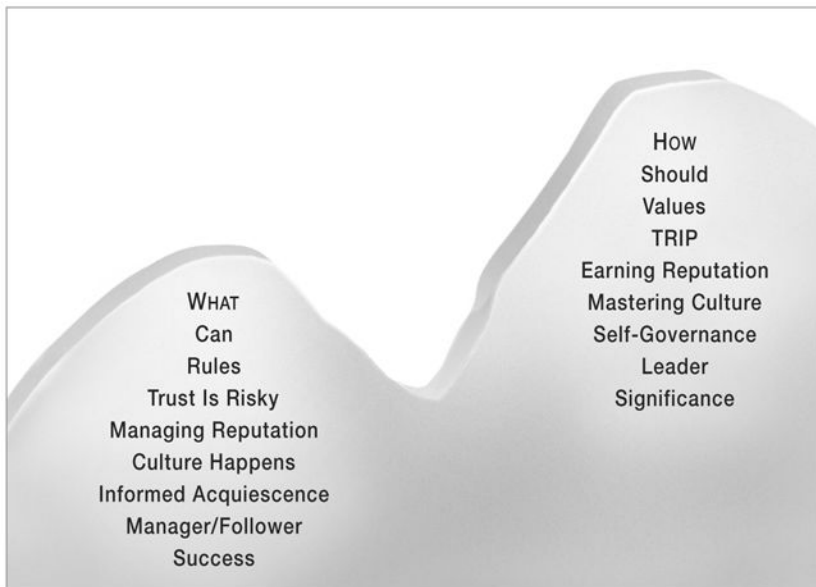 WHAT
Can
Rules
Trust Is Risky
Managing Reputation
Culture Happens
Informed Acquiescence
Manager/Follower
Success
HOW
Should
Values
TRIP
Earning Reputation
Mastering Culture
Self-Governance
Leader
Significance